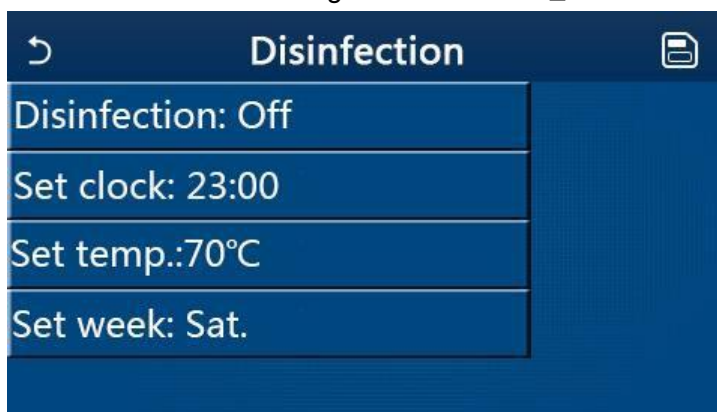 Disinfection
Disinfection: Off
Set clock: 23:00
Set temp.:70℃
Set week: Sat.